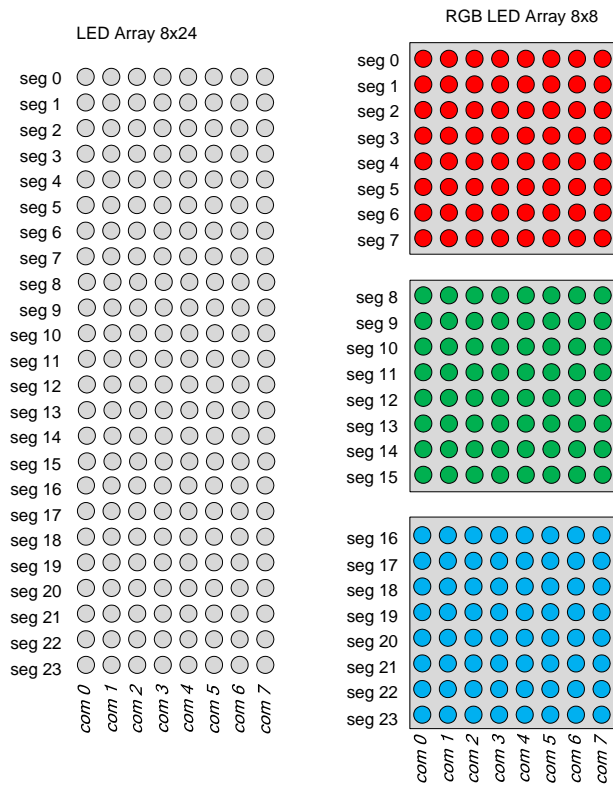 LED Array 8x24
seg 0
seg 1
seg 2
seg 3
seg 4
seg 5
seg 6
seg 7
seg 8
seg 9
seg 10
seg 11
seg 12
seg 13
seg 14
seg 15
seg 16
seg 17
seg 18
seg 19
seg 20
seg 21
seg 22
seg 23
com 0
com 1
com 2
com 3
com 4
com 5
com 6
com 7
RGB LED Array 8x8
seg 0
seg 1
seg 2
seg 3
seg 4
seg 5
seg 6
seg 7
seg 8
seg 9
seg 10
seg 11
seg 12
seg 13
seg 14
seg 15
seg 16
seg 17
seg 18
seg 19
seg 20
seg 21
seg 22
seg 23
com 0
com 1
com 2
com 3
com 4
com 5
com 6
com 7